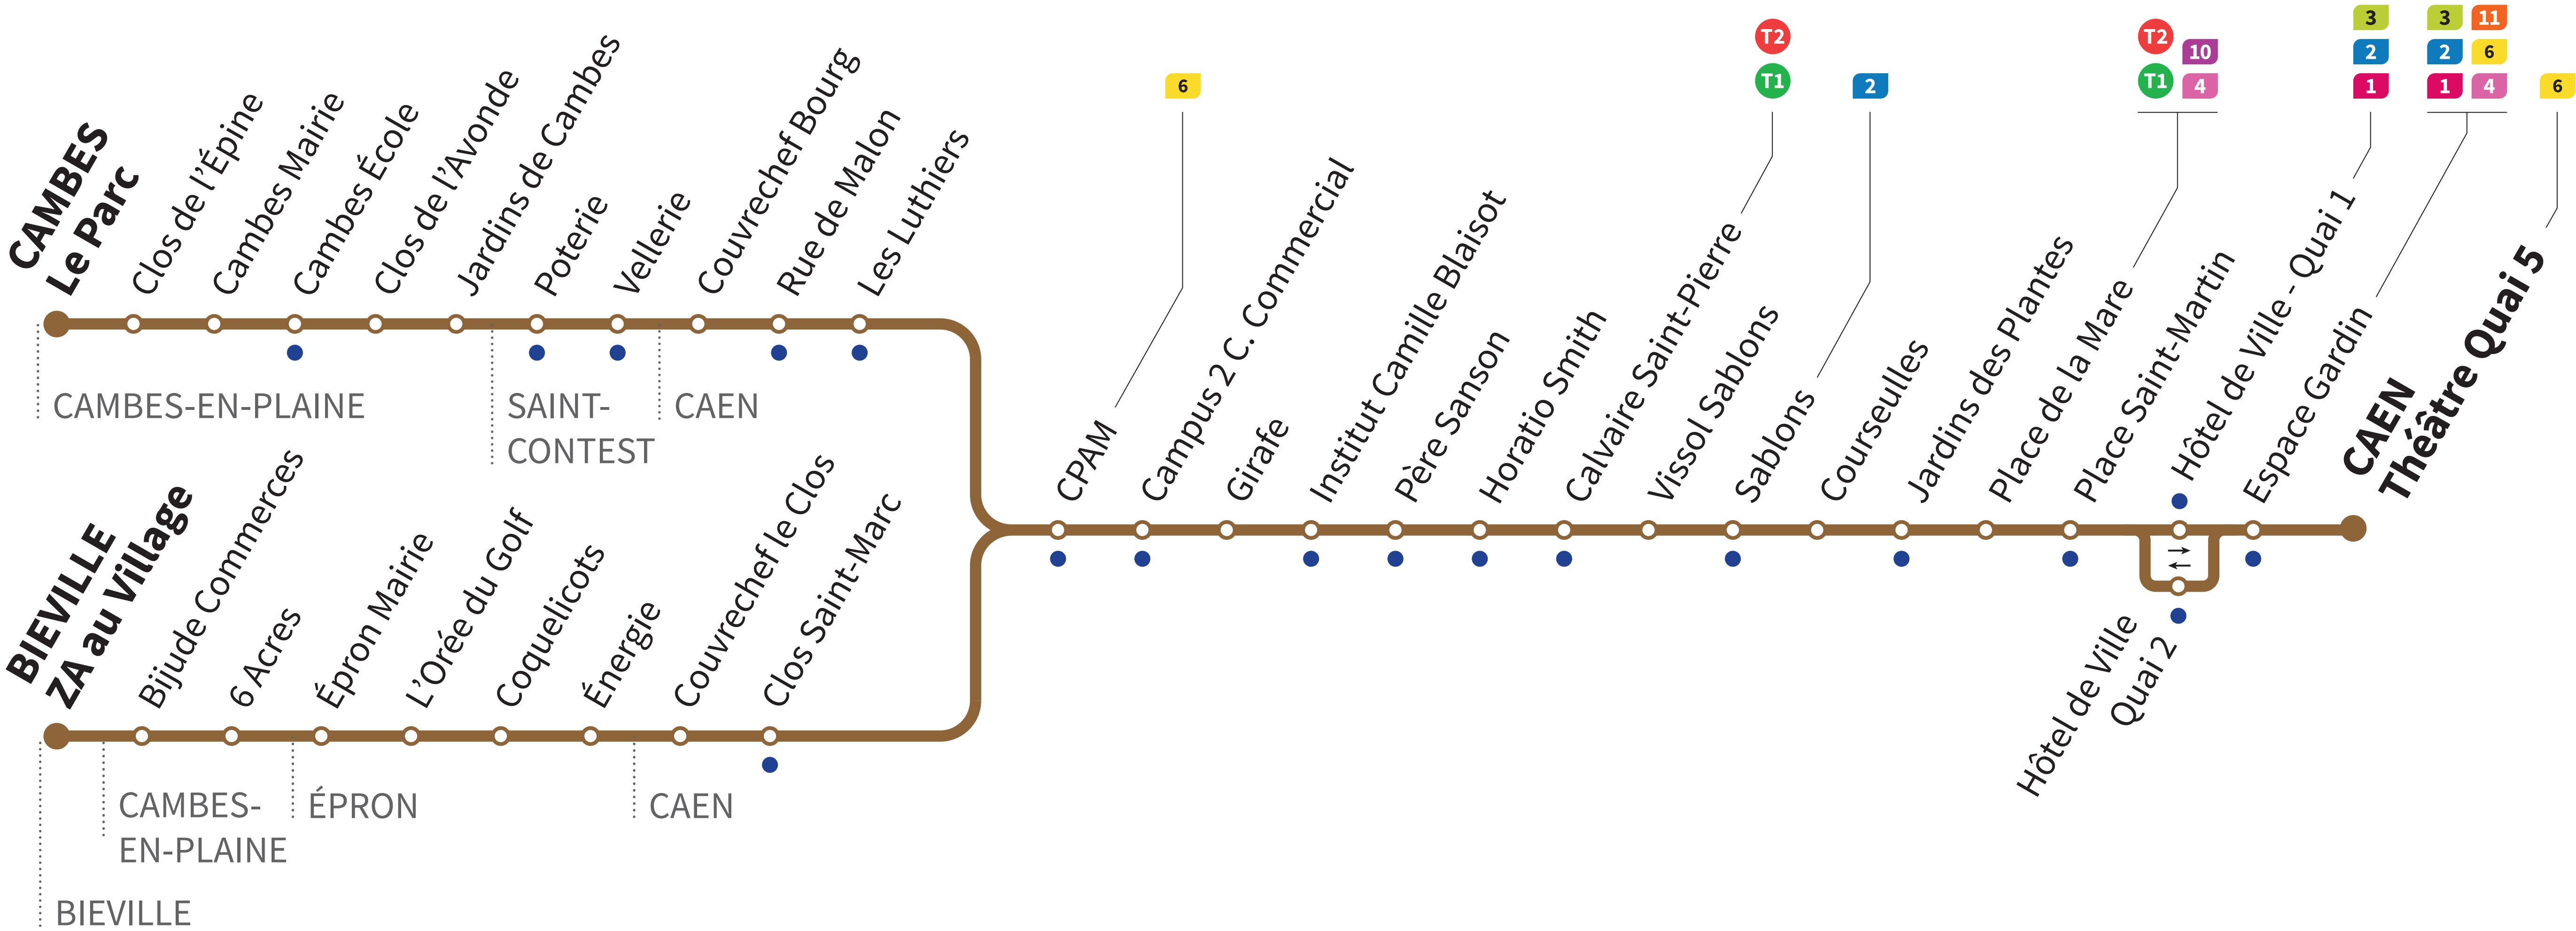 CAMBES
Le Parc
Clos de l'Épine
Cambes Mairie
Cambes École
Clos de l'Avonde
Jardins de Cambes
Poterie
Vellerie
Couvrechef Bourg
Rue de Malon
Les Luthiers
CAMBES-EN-PLAINE
SAINT-
CONTEST
CAEN
BIEVILLE
ZA au Village
Bijude Commerces
6 Acres
Épron Mairie
L'Orée du Golf
Coquelicots
Énergie
Couvrechef le Clos
Clos Saint-Marc
BIEVILLE
CAMBES-
EN-PLAINE
ÉPRON
CAEN
CPAM
6
Campus 2 C. Commercial
Girafe
Institut Camille Blaisot
Père Sanson
Horatio Smith
Calvaire Saint-Pierre
T2
T1
Vissol Sablons
Sablons
2
Courseulles
Jardins des Plantes
Place de la Mare
T2 10
T1 4
Place Saint-Martin
Hôtel de Ville - Quai 1
3
2
1
Hôtel de Ville
Quai 2
Espace Gardin
3 11
2 6
1 4
CAEN
Théâtre Quai 5
6